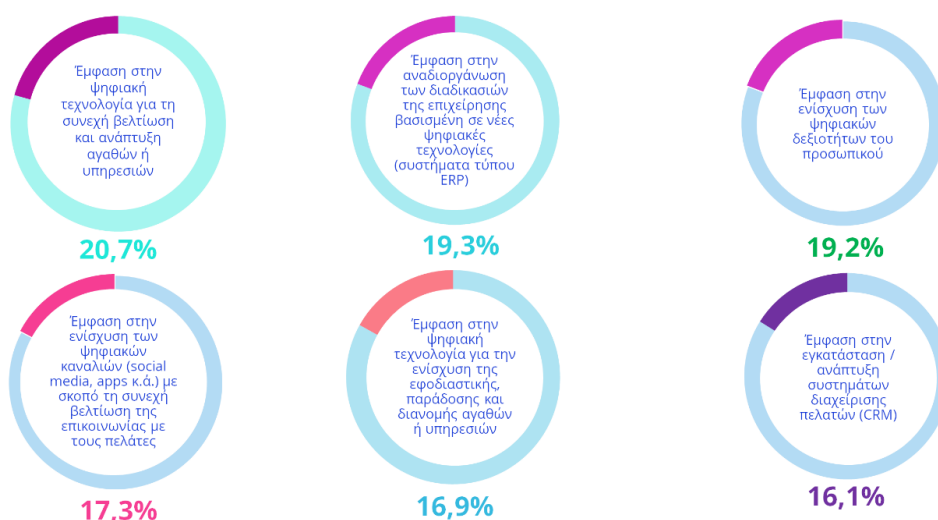 Έμφαση στην
ψηφιακή
τεχνολογία για τη
συνεχή βελτίωση
και ανάπτυξη
αγαθών ή
υπηρεσιών
20,7%
Έμφαση στην
αναδιοργάνωση
των διαδικασιών
της επιχείρησης
βασισμένη σε νέες
ψηφιακές
τεχνολογίες
(συστήματα τύπου
ERP)
19,3%
Έμφαση στην
ενίσχυση των
ψηφιακών
δεξιοτήτων του
προσωπικού
19,2%
Έμφαση στην
ενίσχυση των
ψηφιακών
καναλιών (social
media, apps κ.ά.) με
σκοπό τη συνεχή
βελτίωση της
επικοινωνίας με
τους πελάτες
17,3%
Έμφαση στην
ψηφιακή
τεχνολογία για την
ενίσχυση της
εφοδιαστικής,
παράδοσης και
διανομής αγαθών
ή υπηρεσιών
16,9%
Έμφαση στην
εγκατάσταση /
ανάπτυξη
συστημάτων
διαχείρισης
πελατών (CRM)
16,1%